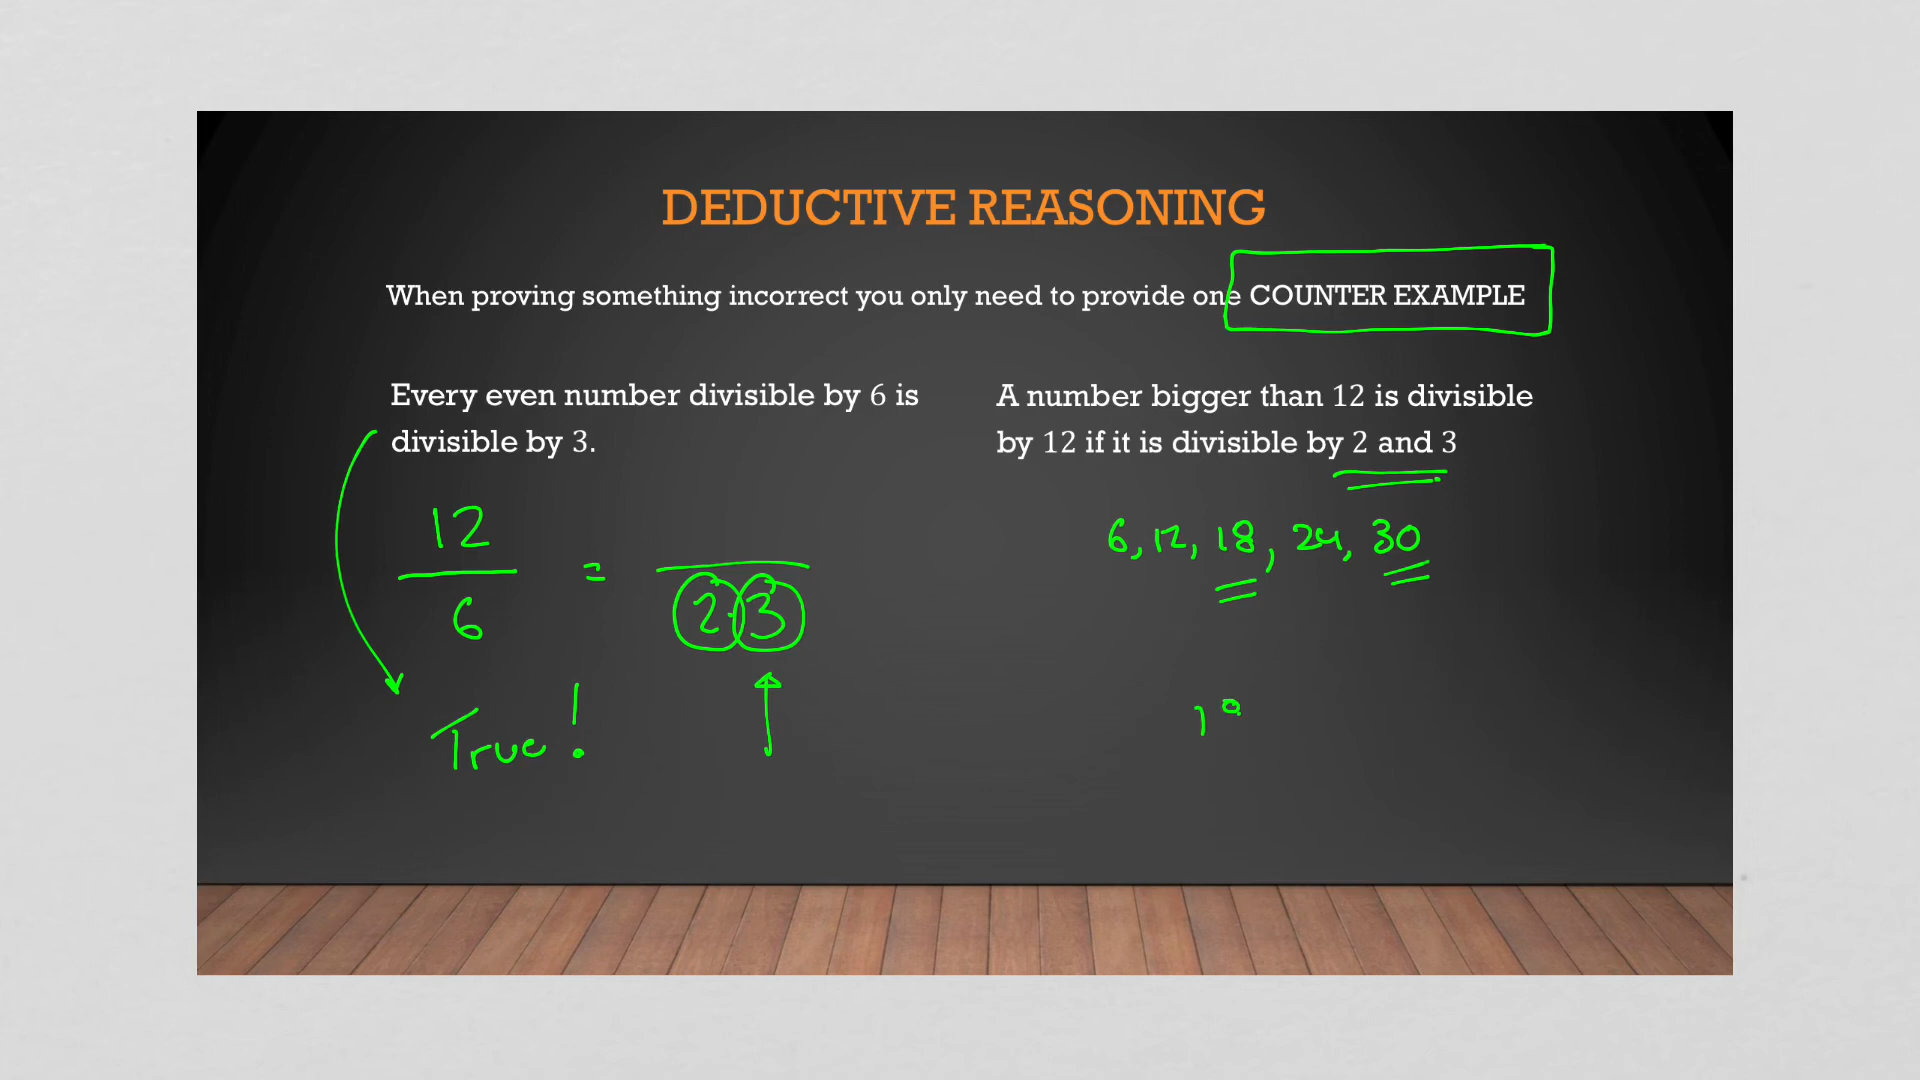 DEDUCTIVE REASONING
When proving something incorrect you only need to provide one COUNTER EXAMPLE
Every even number divisible by 6 is
divisible by 3.
12
6
=
2 · 3
True!
A number bigger than 12 is divisible
by 12 if it is divisible by 2 and 3
6, 12, 18, 24, 30